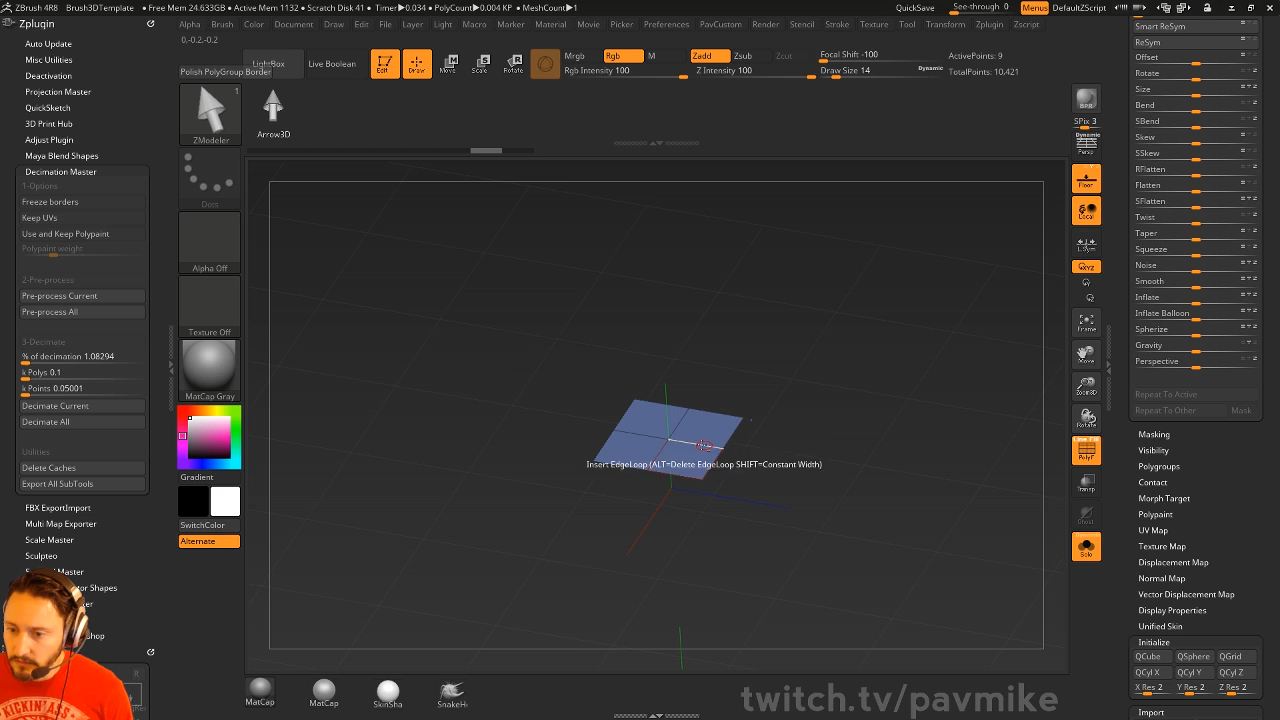 ZBrush 4R8 Brush3DTemplate • Free Mem 24.633GB • Active Mem 1132 • Scratch Disk 41 • Timer▶0.034 • PolyCount▶0.004 KP • MeshCount▶1
QuickSave
See-through 0
Menus
DefaultZScript
Zplugin
Alpha Brush Color Document Draw Edit File Layer Light Macro Marker Material Movie Picker Preferences PavCustom Render Stencil Stroke Texture Tool Transform Zplugin Zscript
0,-0.2,-0.2
LightBox
Polish PolyGroup Border
Live Boolean
Edit
Draw
Move
Scale
Rotate
Mrgb
Rgb
M
Rgb Intensity 100
Zadd
Zsub
Zcut
Z Intensity 100
Focal Shift -100
Draw Size 14
Dynamic
ActivePoints: 9
TotalPoints: 10,421
Auto Update
Misc Utilities
Deactivation
Projection Master
QuickSketch
3D Print Hub
Adjust Plugin
Maya Blend Shapes
Decimation Master
1-Options
Freeze borders
Keep UVs
Use and Keep Polypaint
Polypaint weight
2-Pre-process
Pre-process Current
Pre-process All
3-Decimate
% of decimation 1.08294
k Polys 0.1
k Points 0.05001
Decimate Current
Decimate All
Utilities
Delete Caches
Export All SubTools
FBX ExportImport
Multi Map Exporter
Scale Master
Sculpteo
1
ZModeler
Arrow3D
Dots
Alpha Off
Texture Off
MatCap Gray
Gradient
SwitchColor
Alternate
Insert EdgeLoop (ALT=Delete EdgeLoop SHIFT=Constant Width)
MatCap
MatCap
SkinSha
SnakeH
twitch.tv/pavmike
BPR
SPix 3
Dynamic
Persp
Floor
Local
L.Sym
Frame
Move
Zoom3D
Rotate
Line Fill
PolyF
Transp
Ghost
Solo
Smart ReSym
ReSym
Offset
Rotate
Size
Bend
SBend
Skew
SSkew
RFlatten
Flatten
SFlatten
Twist
Taper
Squeeze
Noise
Smooth
Inflate
Inflate Balloon
Spherize
Gravity
Perspective
Repeat To Active
Repeat To Other
Mask
Masking
Visibility
Polygroups
Contact
Morph Target
Polypaint
UV Map
Texture Map
Displacement Map
Normal Map
Vector Displacement Map
Display Properties
Unified Skin
Initialize
QCube QSphere QGrid
QCyl X QCyl Y QCyl Z
X Res 2 Y Res 2 Z Res 2
Import